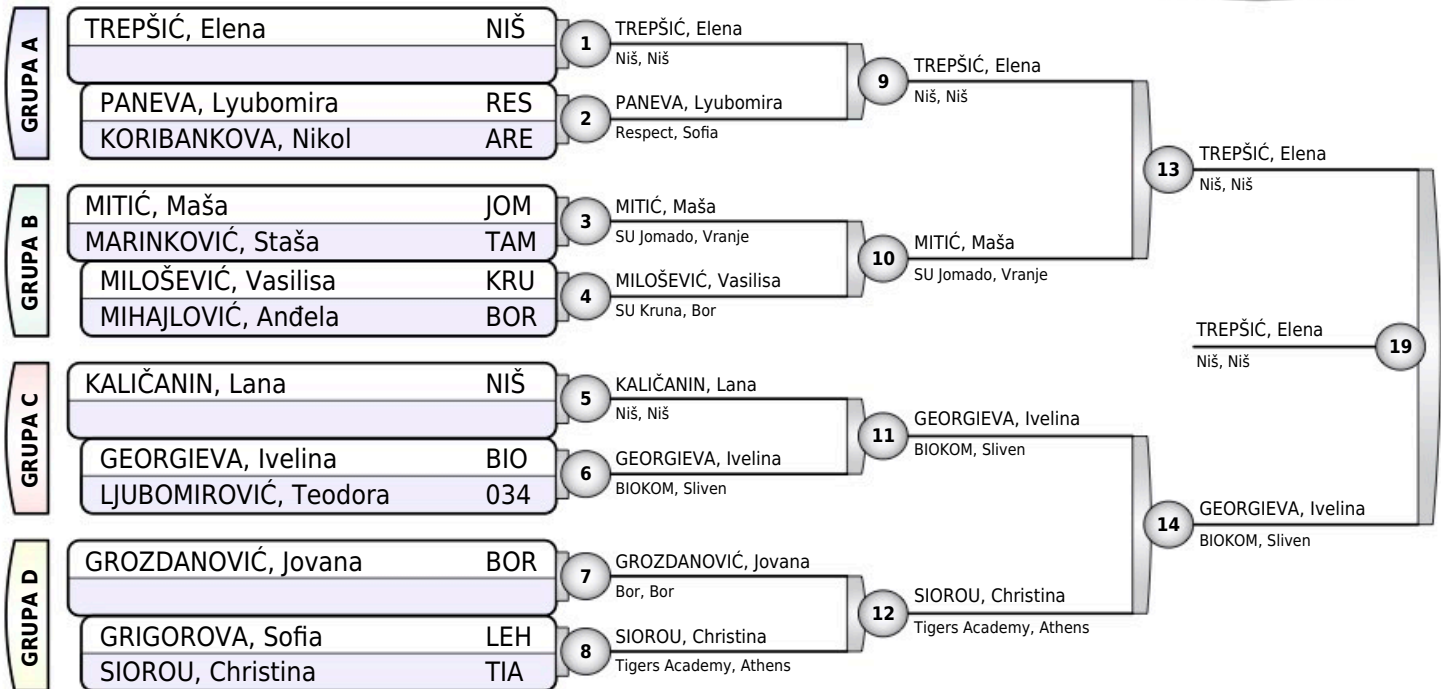 GRUPA A
TREPŠIĆ, Elena NIŠ
PANEVA, Lyubomira RES
KORIBANKOVA, Nikol ARE
GRUPA B
MITIĆ, Maša JOM
MARINKOVIĆ, Staša TAM
MILOŠEVIĆ, Vasilisa KRU
MIHAJLOVIĆ, Anđela BOR
GRUPA C
KALIČANIN, Lana NIŠ
GEORGIEVA, Ivelina BIO
LJUBOMIROVIĆ, Teodora 034
GRUPA D
GROZDANOVIĆ, Jovana BOR
GRIGOROVA, Sofia LEH
SIOROU, Christina TIA
1
TREPŠIĆ, Elena
Niš, Niš
2
PANEVA, Lyubomira
Respect, Sofia
3
MITIĆ, Maša
SU Jomado, Vranje
4
MILOŠEVIĆ, Vasilisa
SU Kruna, Bor
5
KALIČANIN, Lana
Niš, Niš
6
GEORGIEVA, Ivelina
BIOKOM, Sliven
7
GROZDANOVIĆ, Jovana
Bor, Bor
8
SIOROU, Christina
Tigers Academy, Athens
9
TREPŠIĆ, Elena
Niš, Niš
10
MITIĆ, Maša
SU Jomado, Vranje
11
GEORGIEVA, Ivelina
BIOKOM, Sliven
12
SIOROU, Christina
Tigers Academy, Athens
13
TREPŠIĆ, Elena
Niš, Niš
14
GEORGIEVA, Ivelina
BIOKOM, Sliven
TREPŠIĆ, Elena
Niš, Niš
19